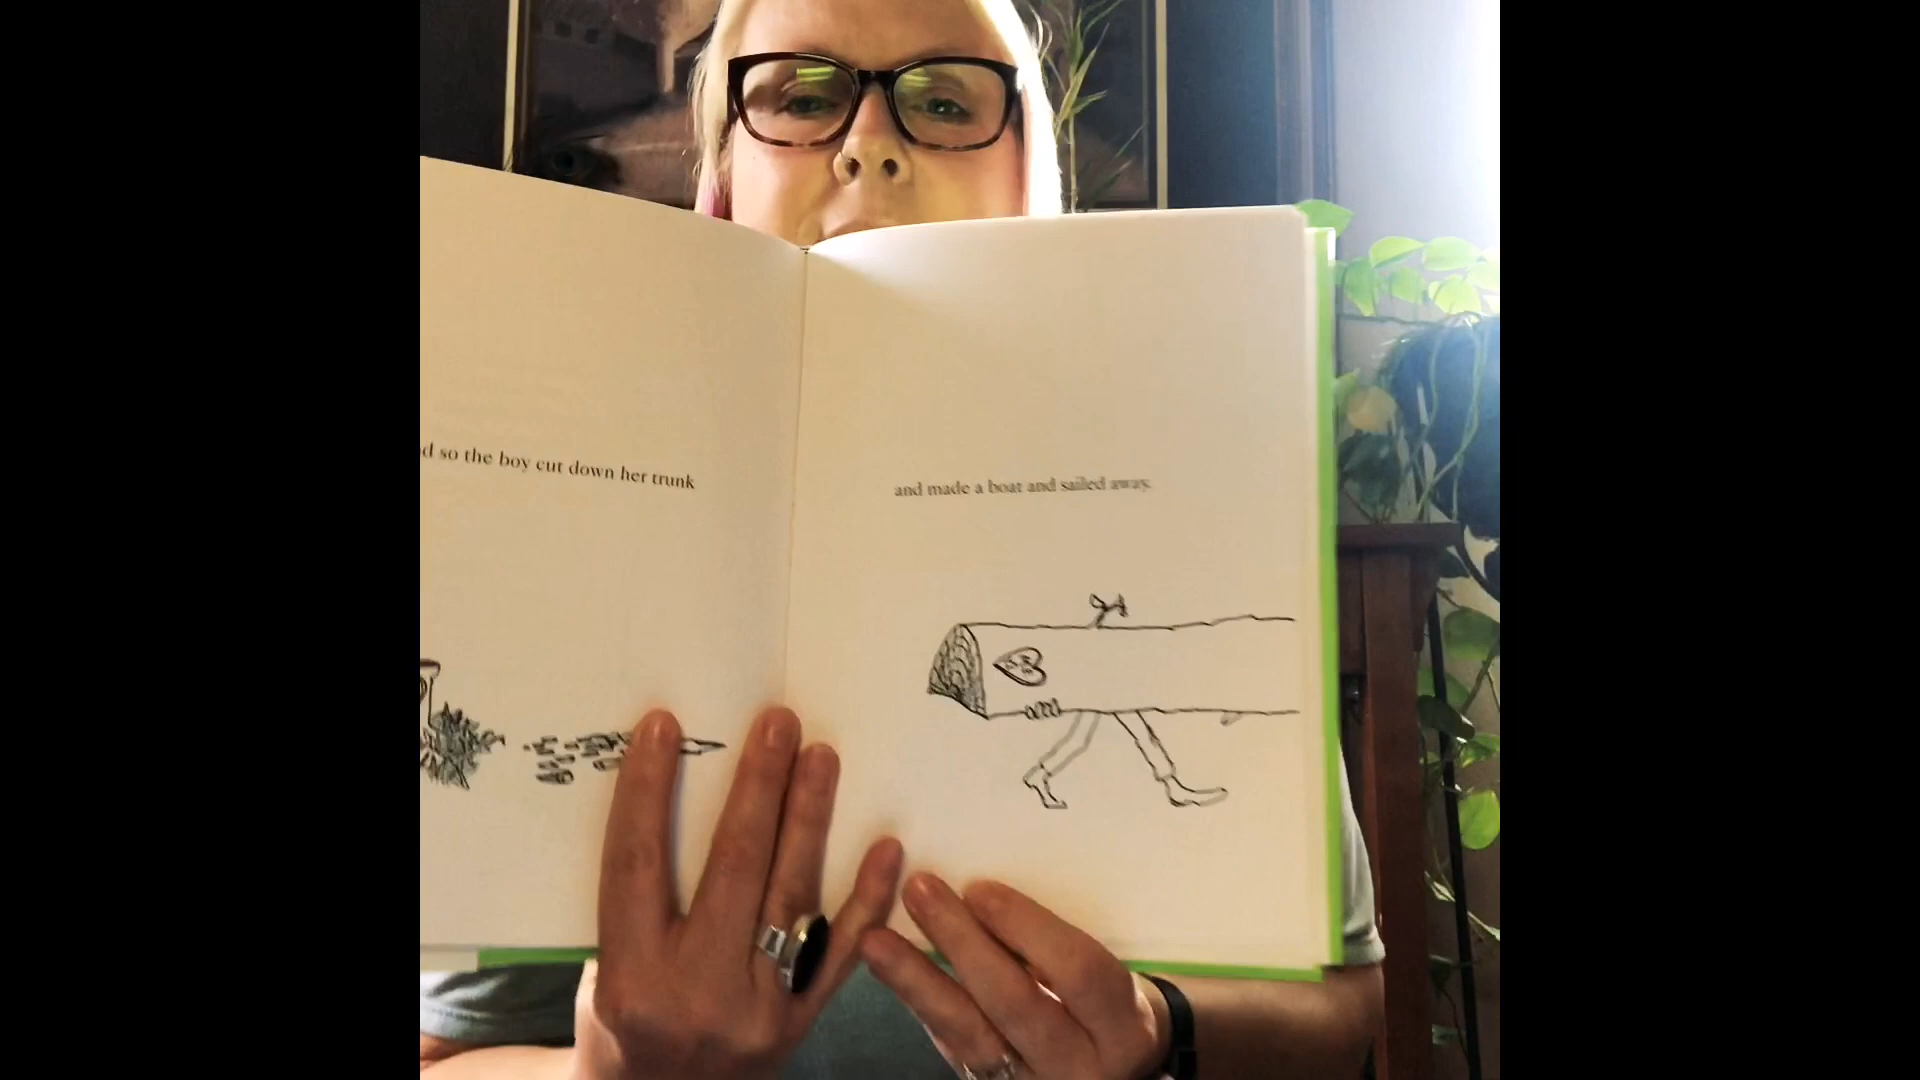 d so the boy cut down her trunk
and made a boat and sailed away.